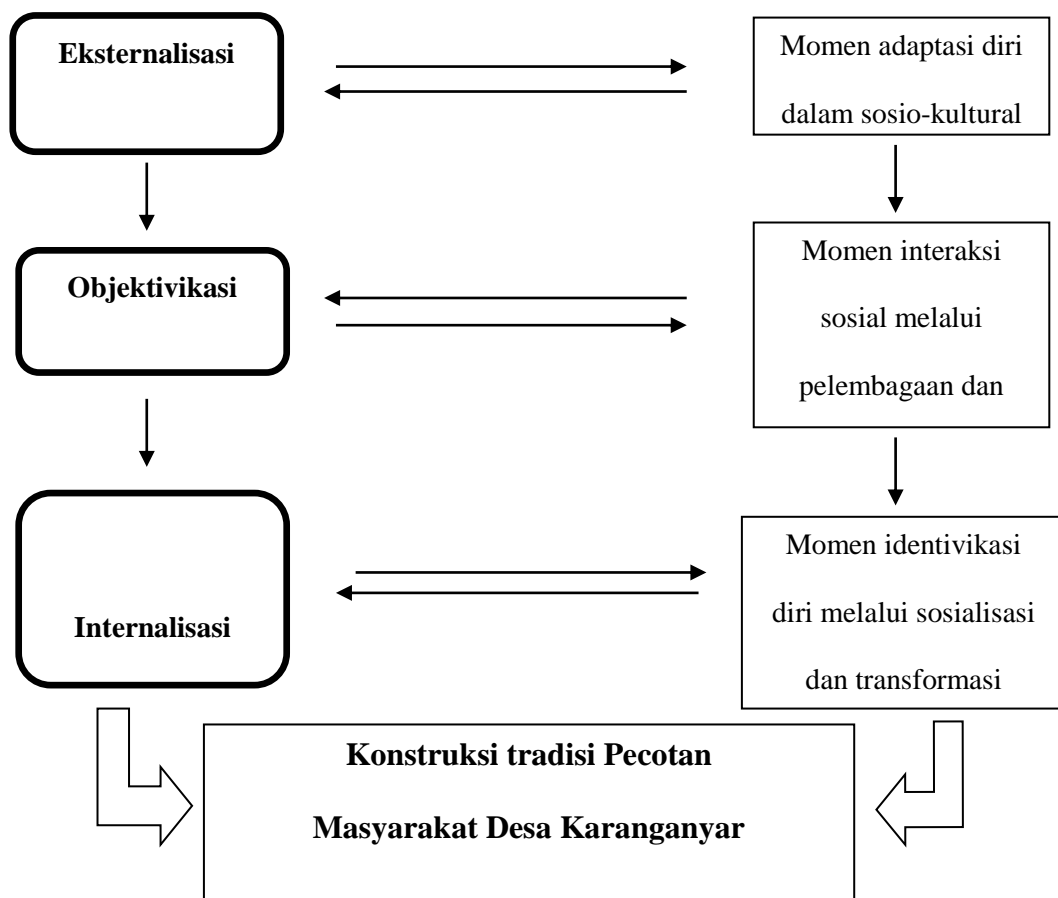 Eksternalisasi
Momen adaptasi diri
dalam sosio-kultural
Objektivikasi
Momen interaksi
sosial melalui
pelembagaan dan
Internalisasi
Momen identivikasi
diri melalui sosialisasi
dan transformasi
Konstruksi tradisi Pecotan
Masyarakat Desa Karanganyar